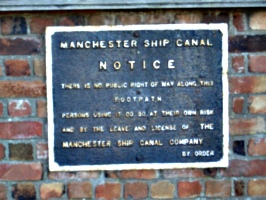 MANCHESTER SHIP CANAL
NOTICE
THERE IS NO PUBLIC RIGHT OF WAY ALONG THIS
FOOTPATH
PERSONS USING IT DO SO AT THEIR OWN RISK
AND BY THE LEAVE AND LICENSE OF THE
MANCHESTER SHIP CANAL COMPANY
BY ORDER